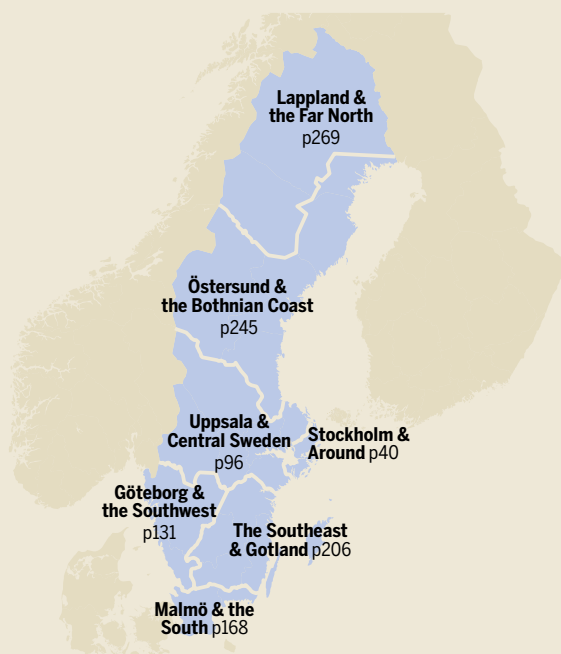 Lappland &
the Far North
p269
Östersund &
the Bothnian Coast
p245
Uppsala &
Central Sweden
p96
Stockholm &
Around p40
Göteborg &
the Southwest
p131
The Southeast
& Gotland p206
Malmö & the
South p168